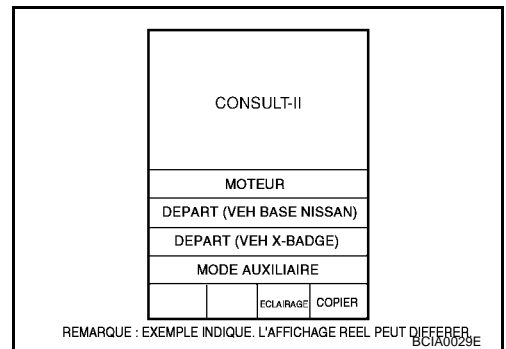 CONSULT-II
MOTEUR
DEPART (VEH BASE NISSAN)
DEPART (VEH X-BADGE)
MODE AUXILIAIRE
ECLAIRAGE COPIER
REMARQUE : EXEMPLE INDIQUE. L'AFFICHAGE REEL PEUT DIFFERER.
BCIA0029E